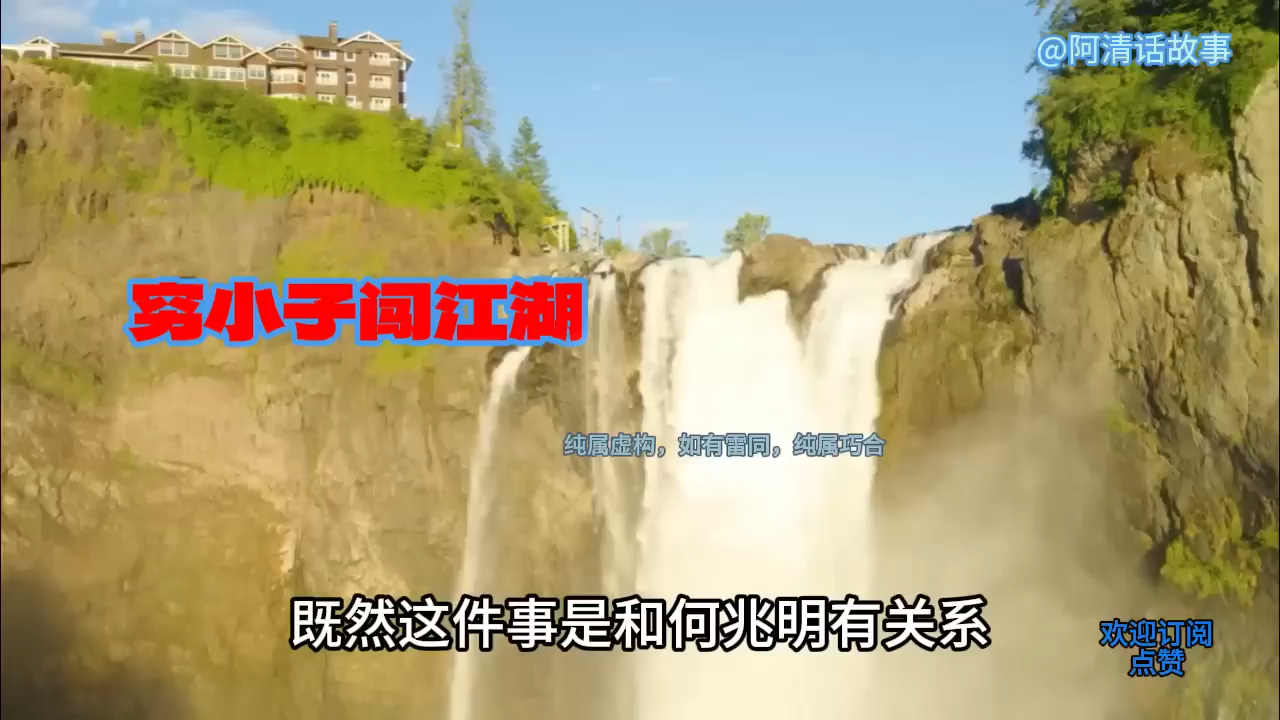 @阿清话故事
穷小子闯江湖
纯属虚构，如有雷同，纯属巧合
既然这件事是和何兆明有关系
欢迎订阅
点赞